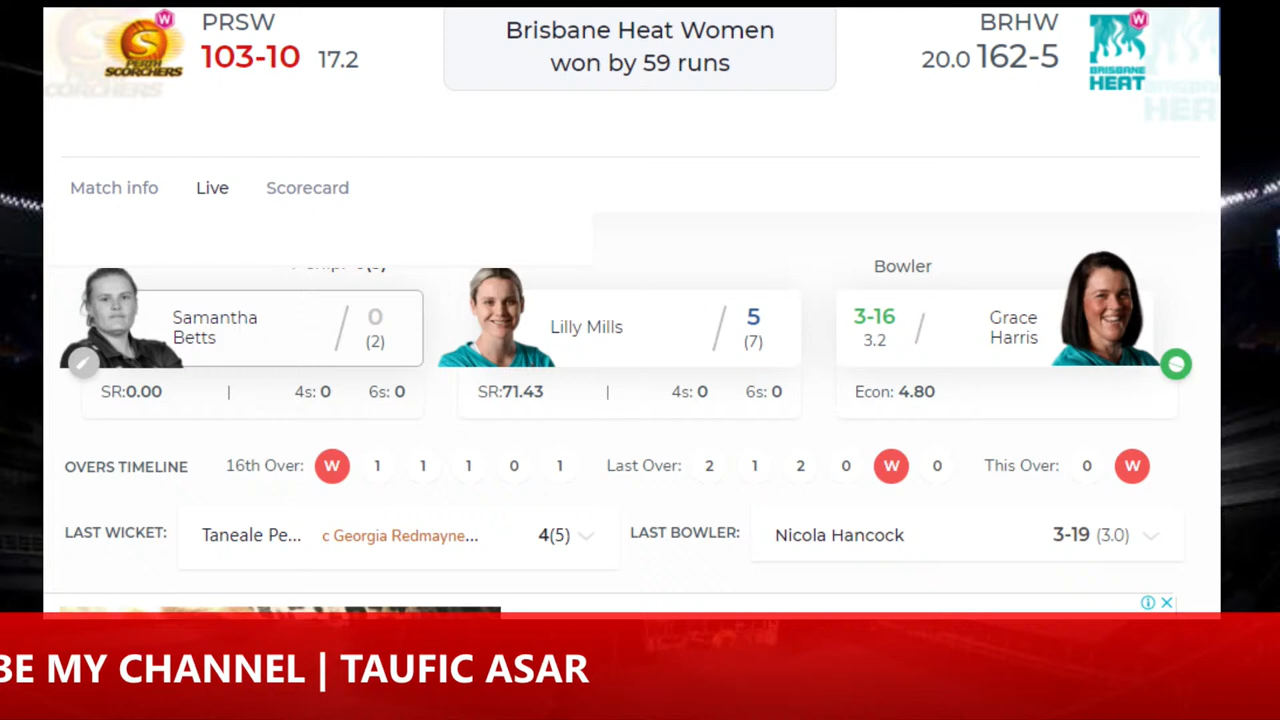 PRSW
103-10 17.2
W
PERTH
SCORCHERS
Brisbane Heat Women
won by 59 runs
BRHW
20.0 162-5
W
BRISBANE
HEAT
Match info Live Scorecard
Bowler
Samantha
Betts
0
(2)
Lilly Mills
5
(7)
3-16
3.2
Grace
Harris
SR:0.00 | 4s: 0 6s: 0
SR:71.43 | 4s: 0 6s: 0
Econ: 4.80
OVERS TIMELINE 16th Over: W 1 1 1 0 1 Last Over: 2 1 2 0 W 0 This Over: 0 W
LAST WICKET: Taneale Pe... c Georgia Redmayne... 4(5) LAST BOWLER: Nicola Hancock 3-19 (3.0)
BE MY CHANNEL | TAUFIC ASAR